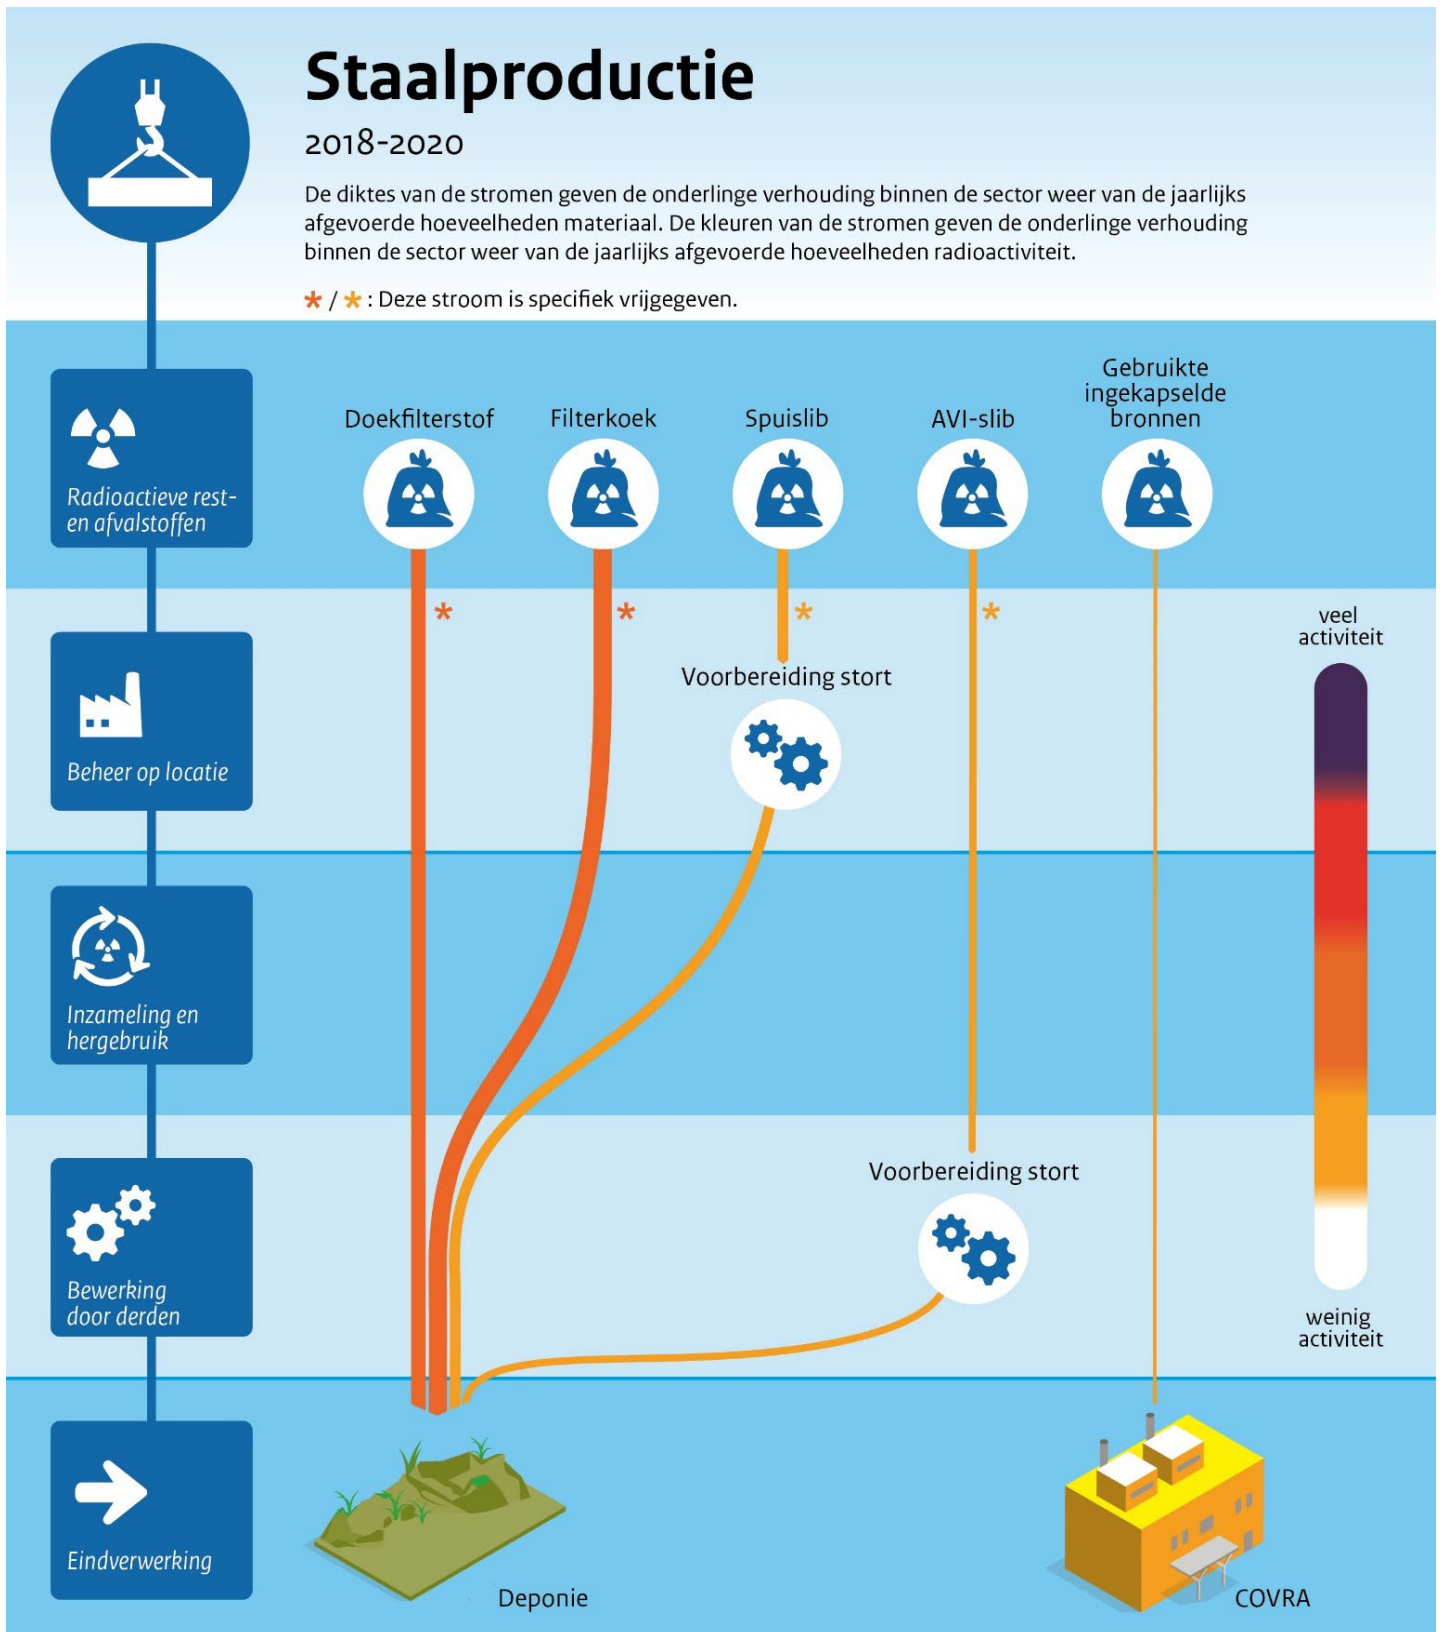 Staalproductie
2018-2020
De diktes van de stromen geven de onderlinge verhouding binnen de sector weer van de jaarlijks
afgevoerde hoeveelheden materiaal. De kleuren van de stromen geven de onderlinge verhouding
binnen de sector weer van de jaarlijks afgevoerde hoeveelheden radioactiviteit.
* / * : Deze stroom is specifiek vrijgegeven.
Radioactieve rest-
en afvalstoffen
Doekfilterstof
Filterkoek
Spuislib
AVI-slib
Gebruikte
ingekapselde
bronnen
*
*
*
*
Beheer op locatie
Voorbereiding stort
veel
activiteit
Inzameling en
hergebruik
Bewerking
door derden
Voorbereiding stort
weinig
activiteit
Eindverwerking
Deponie
COVRA